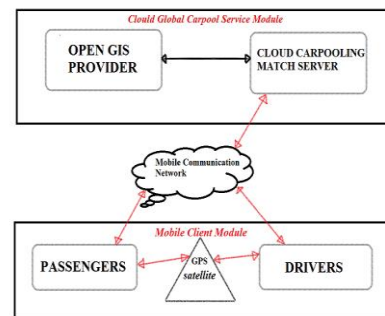 Clould Global Carpool Service Module
OPEN GIS
PROVIDER
CLOUD CARPOOLING
MATCH SERVER
Mobile Communication
Network
Mobile Client Module
PASSENGERS
GPS
satellite
DRIVERS